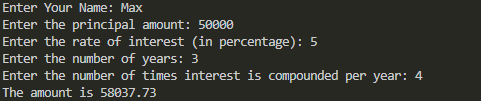 Enter Your Name: Max
Enter the principal amount: 50000
Enter the rate of interest (in percentage): 5
Enter the number of years: 3
Enter the number of times interest is compounded per year: 4
The amount is 58037.73